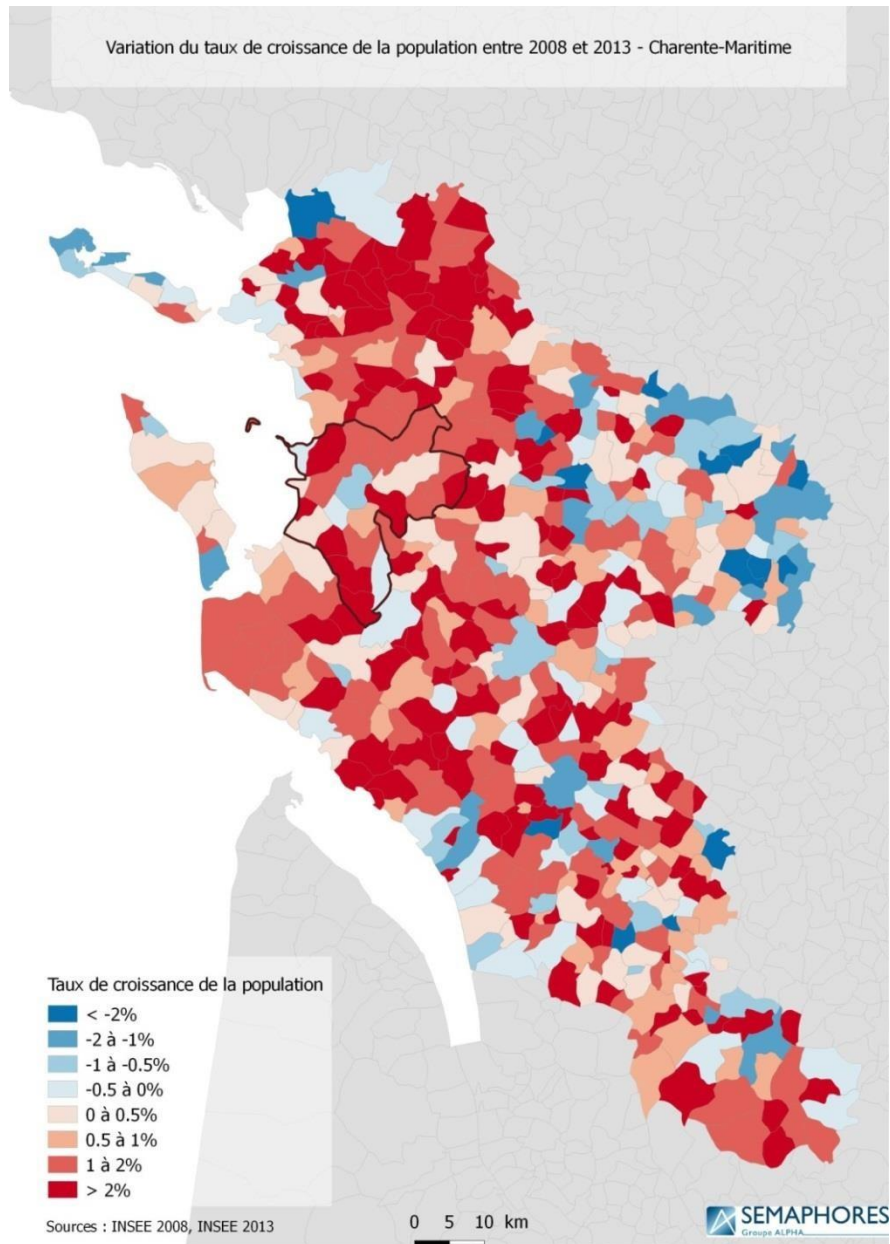 Variation du taux de croissance de la population entre 2008 et 2013 - Charente-Maritime
Taux de croissance de la population
< -2%
-2 à -1%
-1 à -0.5%
-0.5 à 0%
0 à 0.5%
0.5 à 1%
1 à 2%
> 2%
Sources : INSEE 2008, INSEE 2013
0 5 10 km
SEMAPHORES
Groupe ALPHA